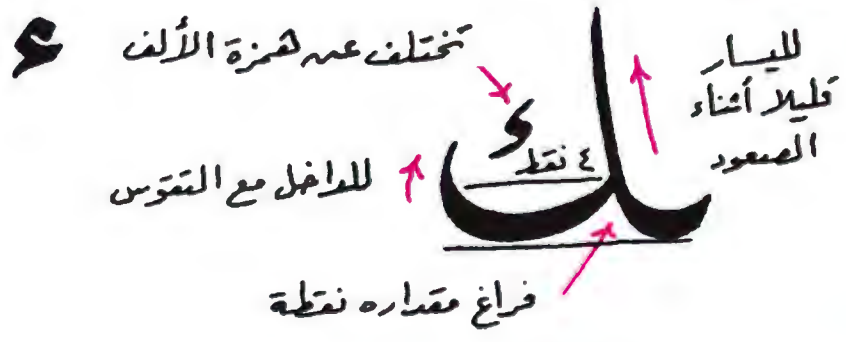 تختلف عن همزة الألف
ء
لليسار
قليلا أثناء
الصعود
ك
٤ نقط
للداخل مع التقوس
فراغ مقداره نقطة